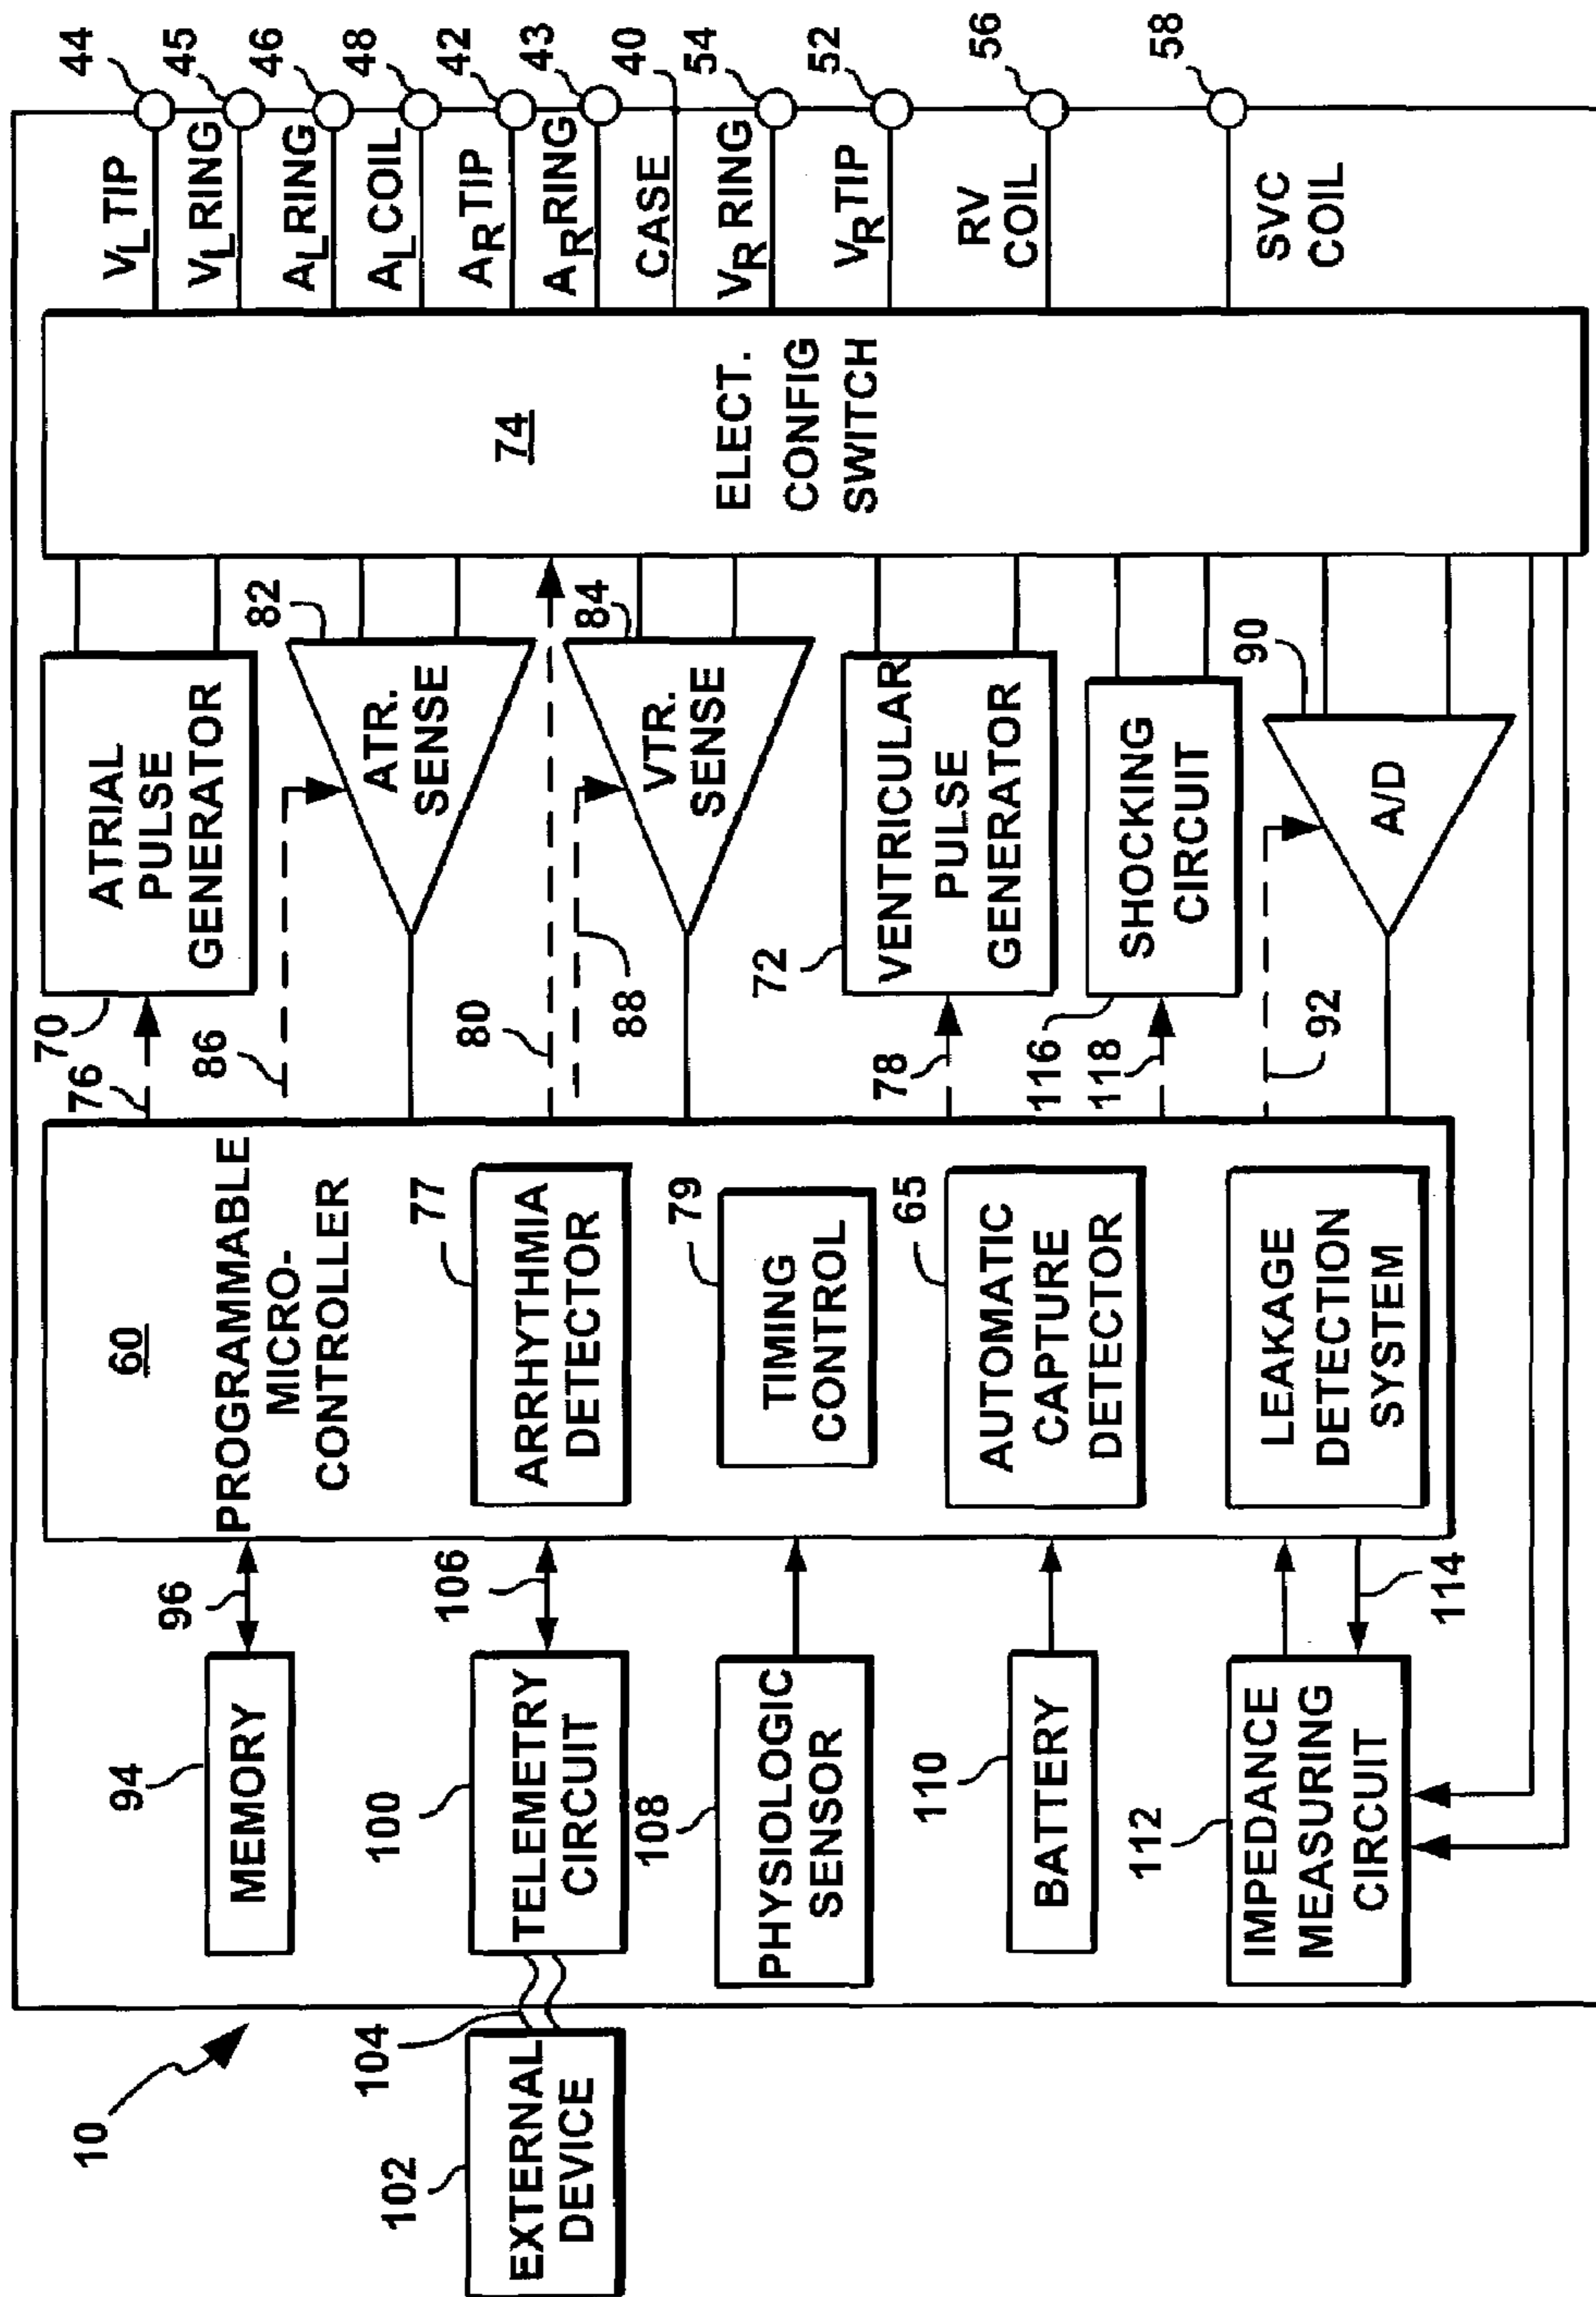 10
102
EXTERNAL
DEVICE
104
94
MEMORY
96
100
TELEMETRY
CIRCUIT
106
108
PHYSIOLOGIC
SENSOR
110
BATTERY
112
IMPEDANCE
MEASURING
CIRCUIT
114
60
PROGRAMMABLE
MICRO-
CONTROLLER
77
ARRHYTHMIA
DETECTOR
79
TIMING
CONTROL
65
AUTOMATIC
CAPTURE
DETECTOR
LEAKAGE
DETECTION
SYSTEM
76
70
ATRIAL
PULSE
GENERATOR
86
82
ATR.
SENSE
80
88
84
VTR.
SENSE
78
72
VENTRICULAR
PULSE
GENERATOR
116
118
SHOCKING
CIRCUIT
92
90
A/D
74
ELECT.
CONFIG
SWITCH
VL TIP
44
VL RING
45
AL RING
46
AL COIL
48
AR TIP
42
AR RING
43
CASE
40
VR RING
54
VR TIP
52
RV
COIL
56
SVC
COIL
58